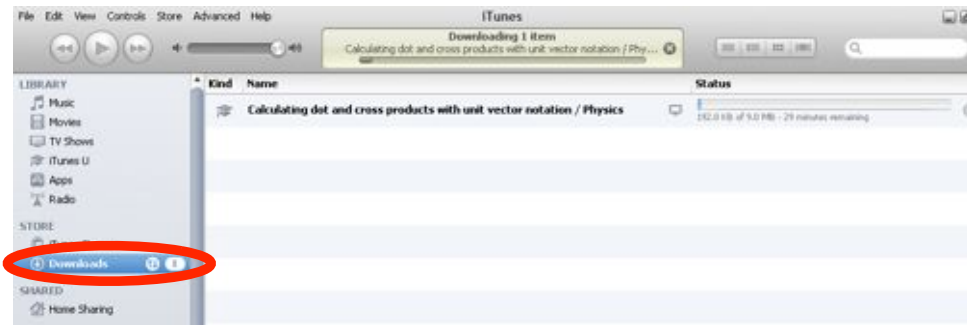 File Edit View Controls Store Advanced Help
iTunes
Downloading 1 item
Calculating dot and cross products with unit vector notation / Phy...
LIBRARY
Music
Movies
TV Shows
iTunes U
Apps
Radio
STORE
Downloads 1
SHARED
Home Sharing
Kind Name Status
Calculating dot and cross products with unit vector notation / Physics
192.0 KB of 9.0 MB - 29 minutes remaining